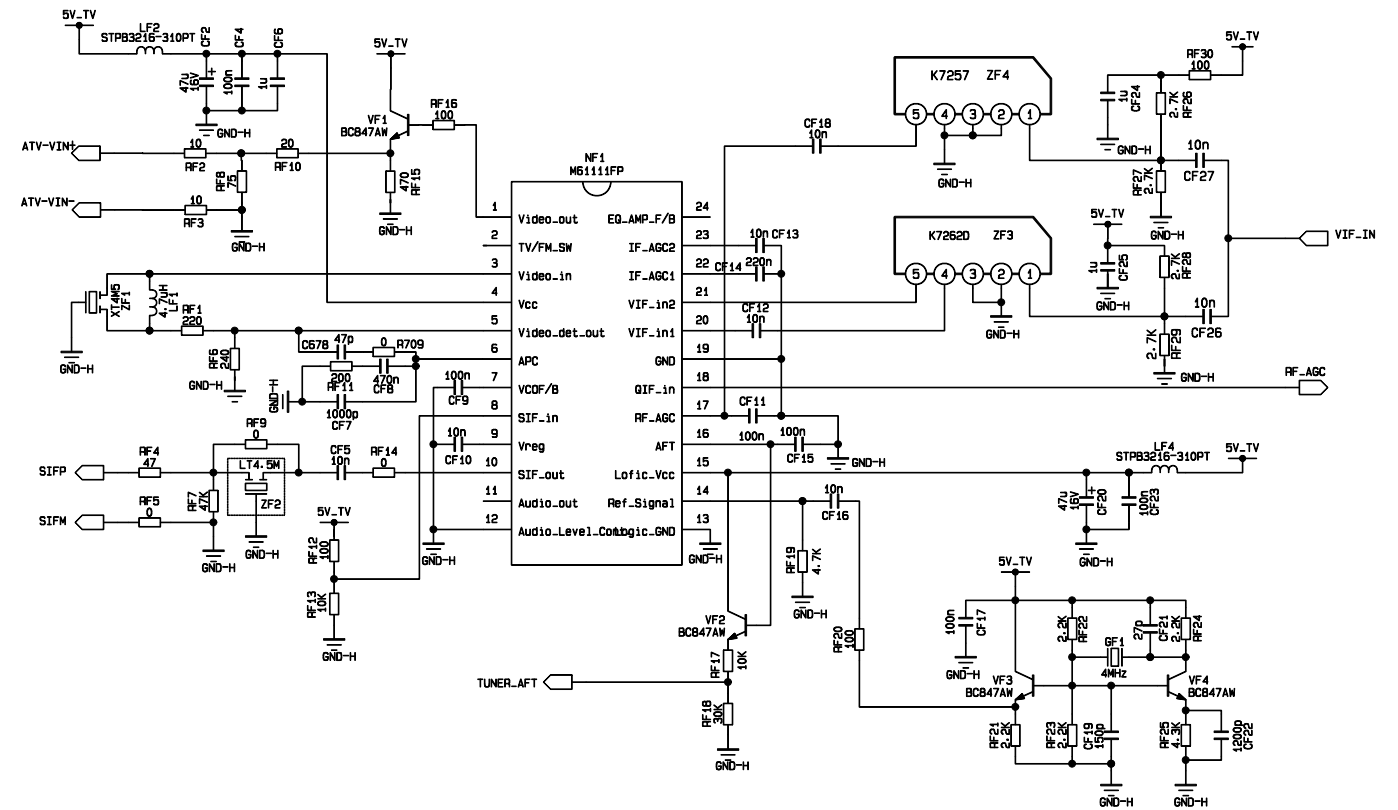 5V_TV
LF2
STPB3216-310PT
CF2
CF4
CF6
47u
16V
100n
1u
GND-H
5V_TV
VF1
BC847AW
RF16
100
ATV-VIN+
10
RF2
20
RF10
RF8
75
470
RF15
ATV-VIN-
10
RF3
GND-H
GND-H
NF1
M61111FP
1
Video_out
2
TV/FM_SW
3
Video_in
4
Vcc
5
Video_det_out
6
APC
7
VCOF/B
8
SIF_in
9
Vreg
10
SIF_out
11
Audio_out
12
Audio_Level_Cont
24
EQ_AMP_F/B
23
IF_AGC2
22
IF_AGC1
21
VIF_in2
20
VIF_in1
19
GND
18
QIF_in
17
RF_AGC
16
AFT
15
Lofic_Vcc
14
Ref_Signal
13
Logic_GND
XT4M5
ZF1
4.7uH
LF1
RF1
220
GND-H
RF6
240
GND-H
C678
47p
0
R709
200
RF11
470n
CF8
GND-H
1000p
CF7
100n
CF9
10n
CF10
GND-H
RF9
0
RF4
47
SIFP
LT4.5M
ZF2
CF5
10n
RF14
0
RF7
47K
RF5
0
SIFM
GND-H
GND-H
5V_TV
RF12
100
RF13
10K
GND-H
K7257
ZF4
5
4
3
2
1
GND-H
CF18
10n
RF30
100
5V_TV
1u
CF24
2.7K
RF26
GND-H
10n
CF27
RF27
2.7K
GND-H
K7262D
ZF3
5
4
3
2
1
GND-H
5V_TV
1u
CF25
GND-H
2.7K
RF28
VIF_IN
10n
CF26
2.7K
RF29
GND-H
10n
CF13
CF14
220n
CF12
10n
RF_AGC
CF11
100n
100n
CF15
GND-H
LF4
STPB3216-310PT
5V_TV
47u
16V
CF20
100n
CF23
GND-H
10n
CF16
GND-H
RF19
4.7K
GND-H
VF2
BC847AW
RF17
10K
TUNER_AFT
RF18
30K
GND-H
RF20
100
5V_TV
100n
CF17
GND-H
2.2K
RF22
27p
CF21
2.2K
RF24
GF1
4MHz
VF3
BC847AW
VF4
BC847AW
RF21
2.2K
RF23
2.2K
CF19
150p
RF25
4.3K
1200p
CF22
GND-H
GND-H